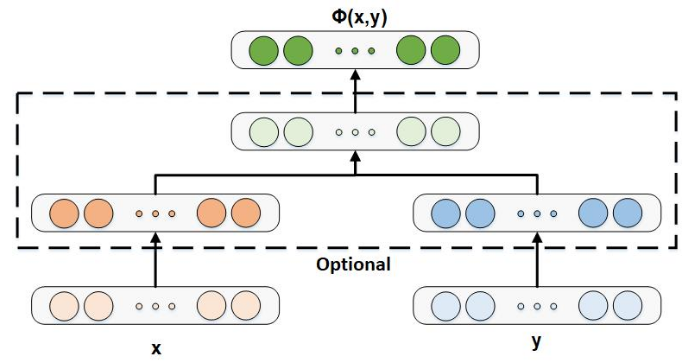 Φ(x,y)
Optional
x
y